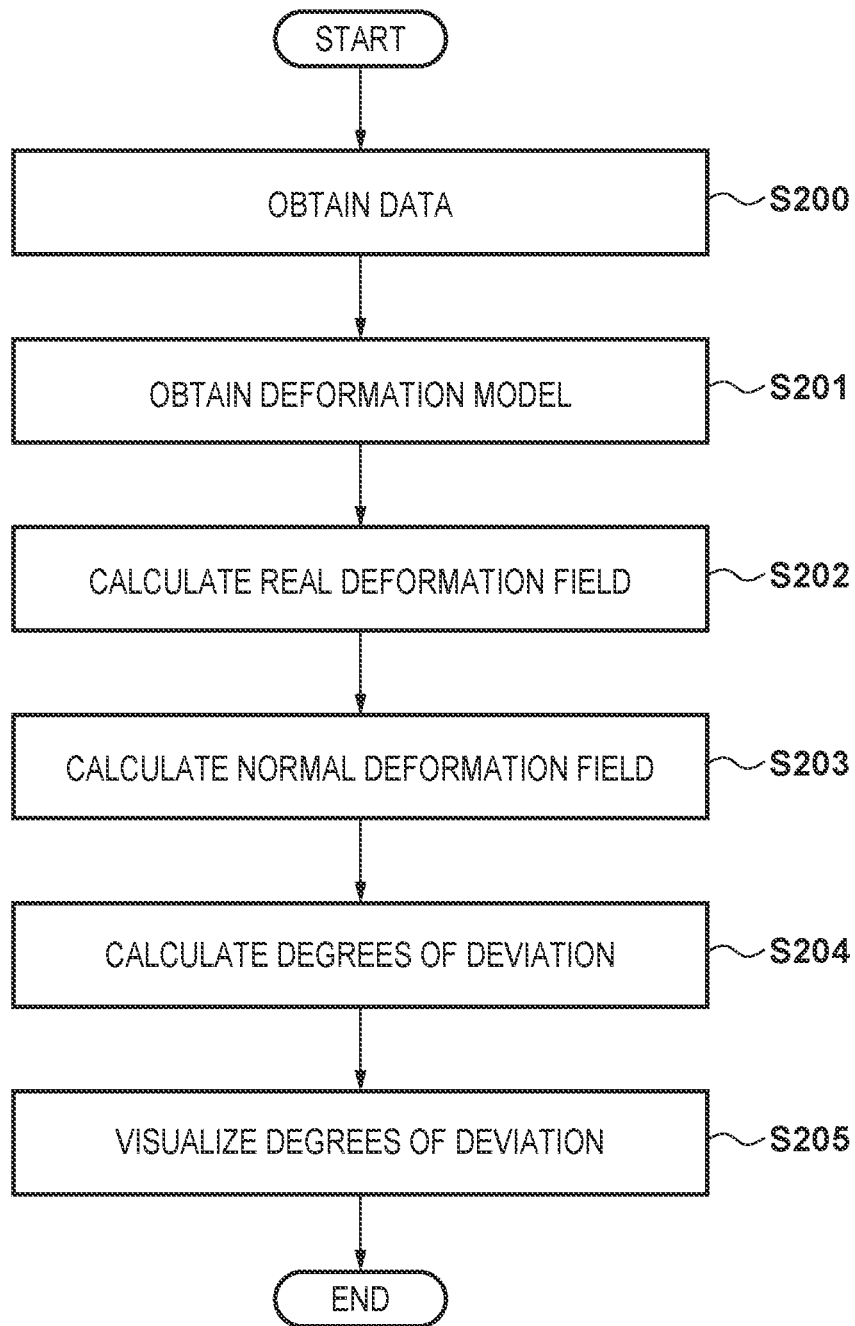 START
OBTAIN DATA
S200
OBTAIN DEFORMATION MODEL
S201
CALCULATE REAL DEFORMATION FIELD
S202
CALCULATE NORMAL DEFORMATION FIELD
S203
CALCULATE DEGREES OF DEVIATION
S204
VISUALIZE DEGREES OF DEVIATION
S205
END